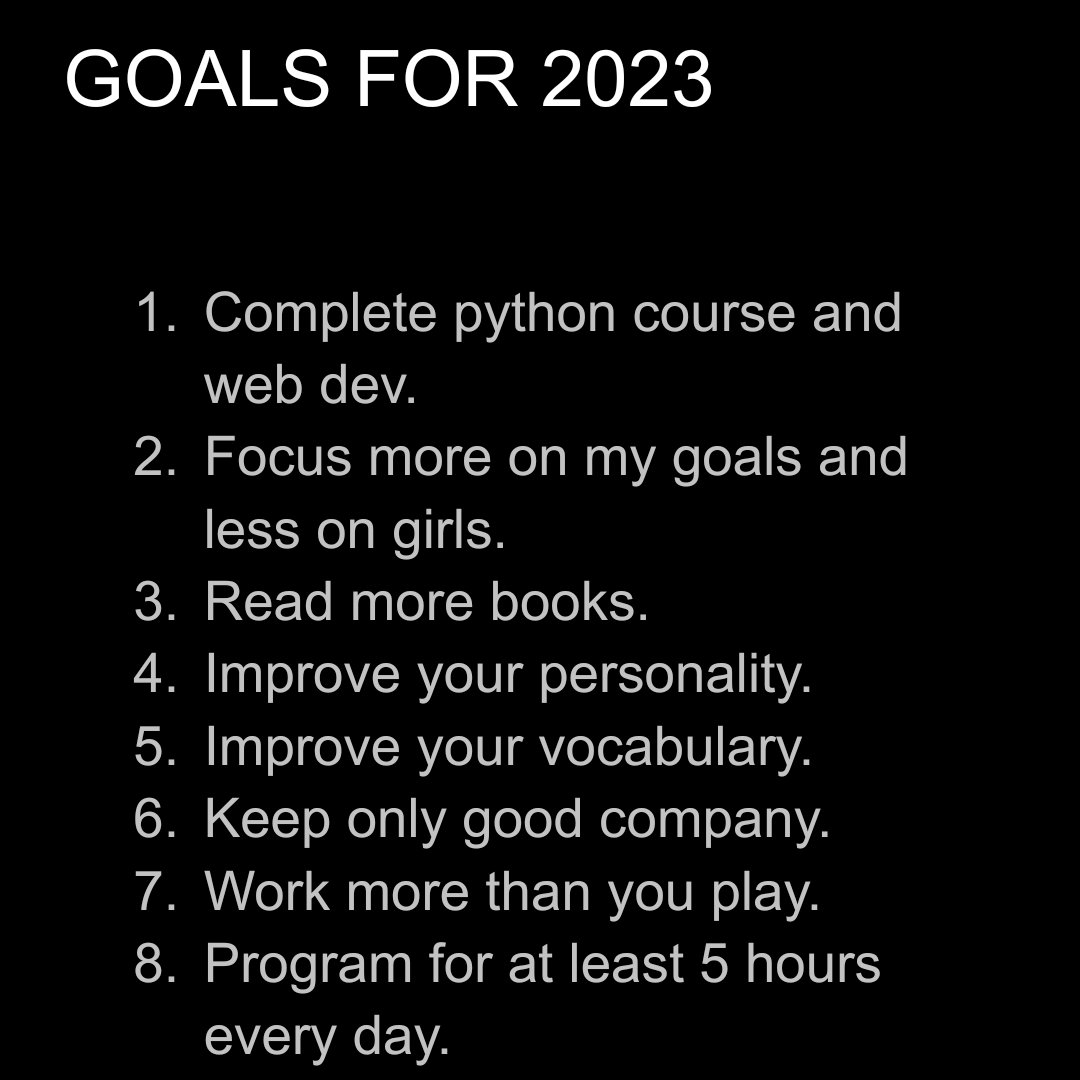 GOALS FOR 2023
1. Complete python course and
web dev.
2. Focus more on my goals and
less on girls.
3. Read more books.
4. Improve your personality.
5. Improve your vocabulary.
6. Keep only good company.
7. Work more than you play.
8. Program for at least 5 hours
every day.